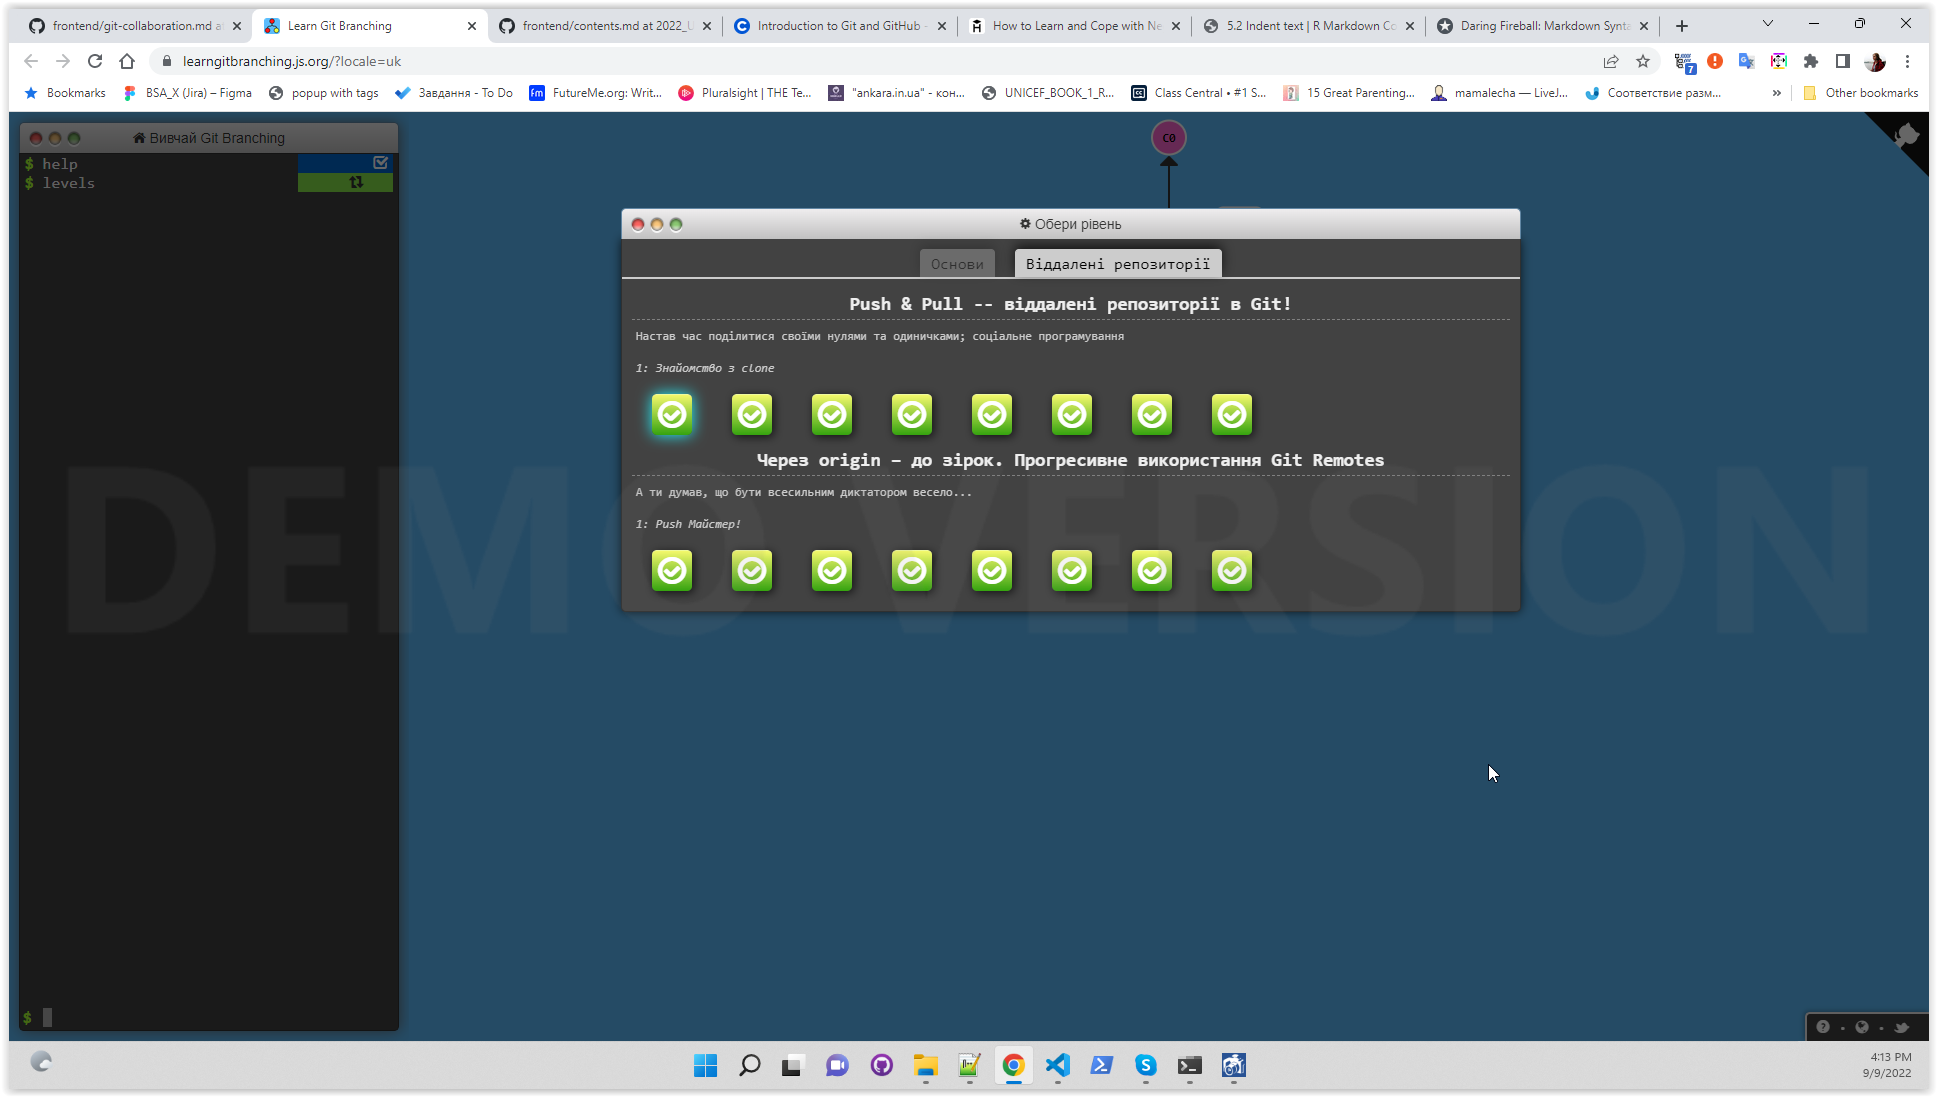 frontend/git-collaboration.md a
Learn Git Branching
frontend/contents.md at 2022_U
Introduction to Git and GitHub -
How to Learn and Cope with Ne
5.2 Indent text | R Markdown Co
Daring Fireball: Markdown Synta
learngitbranching.js.org/?locale=uk
7
Bookmarks
BSA_X (Jira) – Figma
popup with tags
Завдання - To Do
fm
FutureMe.org: Writ...
Pluralsight | THE Te...
"ankara.in.ua" - кон...
UNICEF_BOOK_1_R...
Class Central • #1 S...
15 Great Parenting...
mamalecha — LiveJ...
Соответствие разм...
»
Other bookmarks
Вивчай Git Branching
$ help
$ levels
C0
Обери рівень
Основи
Віддалені репозиторії
Push & Pull -- віддалені репозиторії в Git!
Настав час поділитися своїми нулями та одиничками; соціальне програмування
1: Знайомство з clone
Через origin – до зірок. Прогресивне використання Git Remotes
А ти думав, що бути всесильним диктатором весело...
1: Push Майстер!
DEMO VERSION
$
4:13 PM
9/9/2022